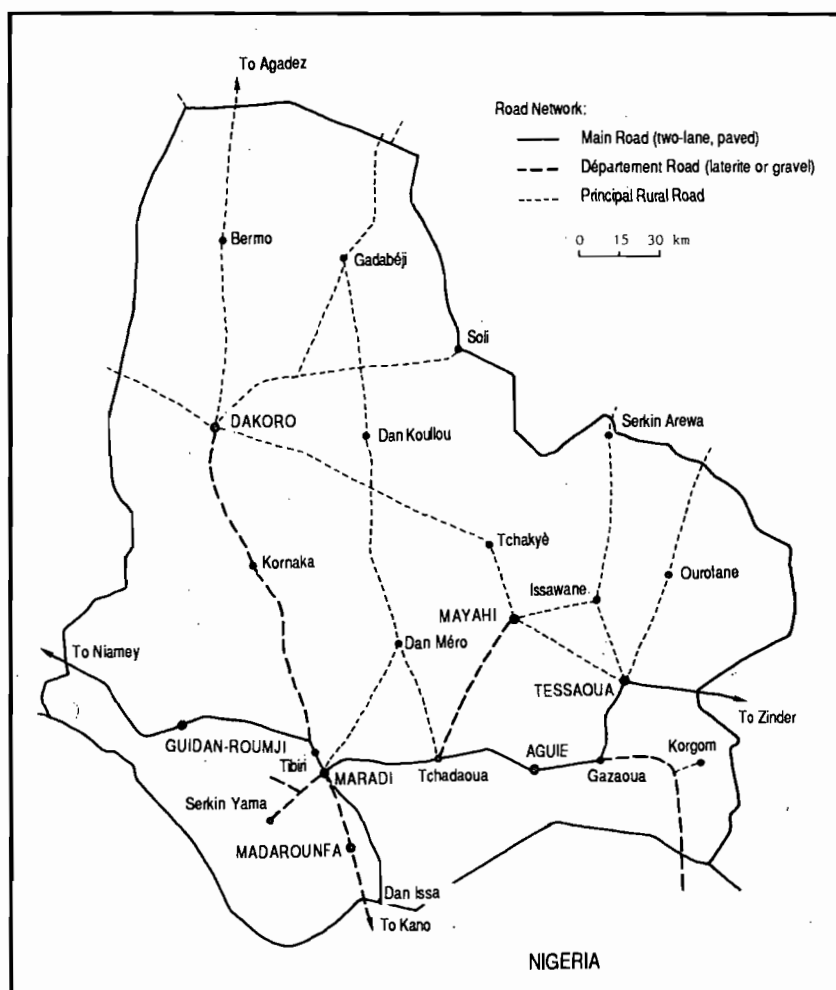 To Agadez
Road Network:
Main Road (two-lane, paved)
Département Road (laterite or gravel)
Principal Rural Road
0 15 30 km
Bermo
Gadabéji
Soli
DAKORO
Dan Koullou
Serkin Arewa
Tchakyè
Kornaka
Issawane
Ourotane
MAYAHI
Dan Méro
To Niamey
TESSAOUA
To Zinder
GUIDAN-ROUMJI
Tibiri
MARADI
Tchadaoua
AGUIE
Gazaoua
Korgom
Serkin Yama
MADAROUNFA
Dan Issa
To Kano
NIGERIA